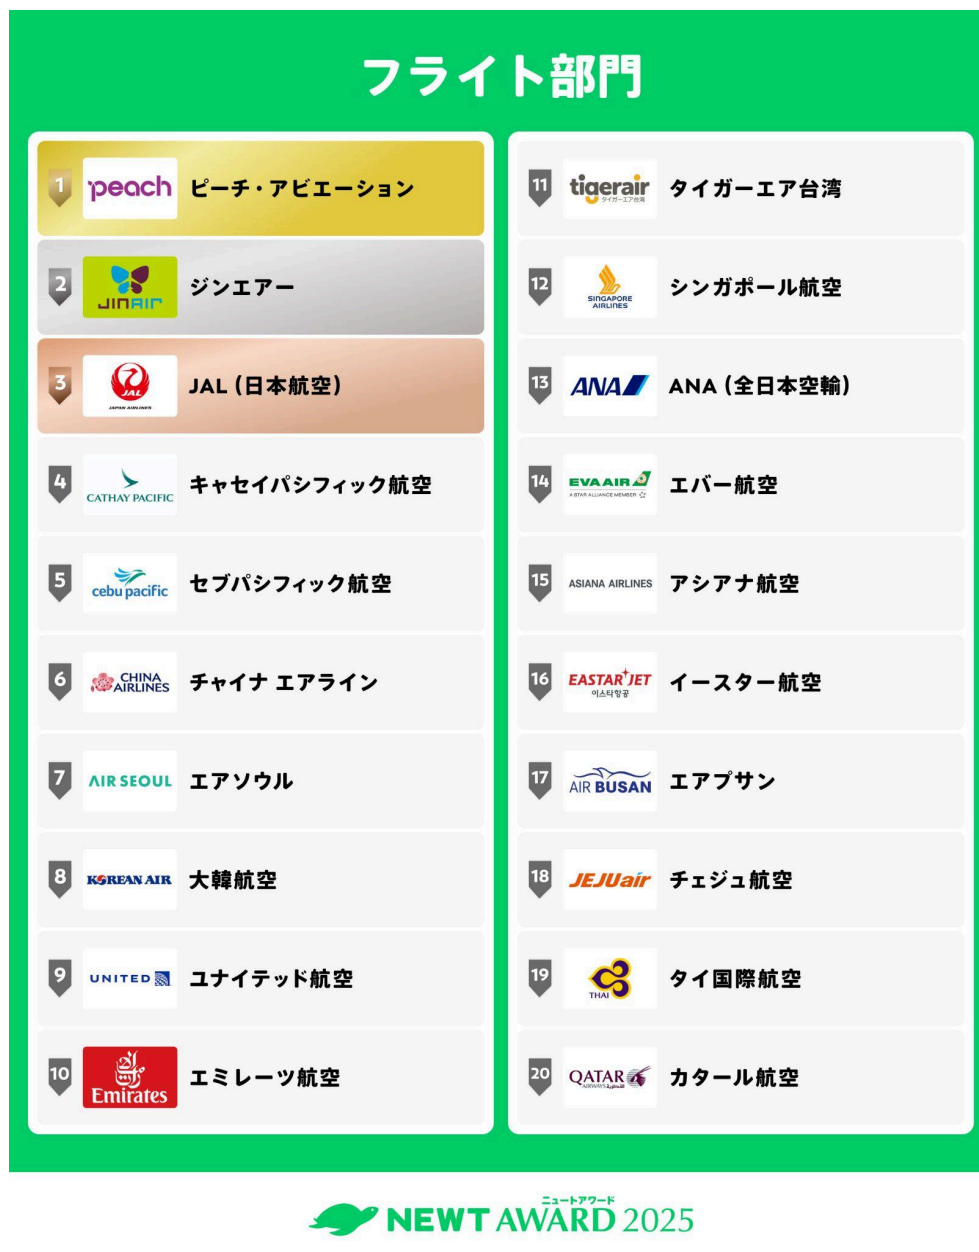 フライト部門
1
peach
ピーチ・アビエーション
2
JINAIR
ジンエアー
3
JAL
JAPAN AIRLINES
JAL (日本航空)
4
CATHAY PACIFIC
キャセイパシフィック航空
5
cebu pacific
セブパシフィック航空
6
CHINA AIRLINES
チャイナ エアライン
7
AIR SEOUL
エアソウル
8
KOREAN AIR
大韓航空
9
UNITED
ユナイテッド航空
10
Emirates
エミレーツ航空
11
tigerair
タイガーエア台湾
タイガーエア台湾
12
SINGAPORE AIRLINES
シンガポール航空
13
ANA
ANA (全日本空輸)
14
EVA AIR
A STAR ALLIANCE MEMBER
エバー航空
15
ASIANA AIRLINES
アシアナ航空
16
EASTAR JET
이스타항공
イースター航空
17
AIR BUSAN
エアプサン
18
JEJUair
チェジュ航空
19
THAI
タイ国際航空
20
QATAR
AIRWAYS القطرية
カタール航空
ニュートアワード
NEWT AWARD 2025